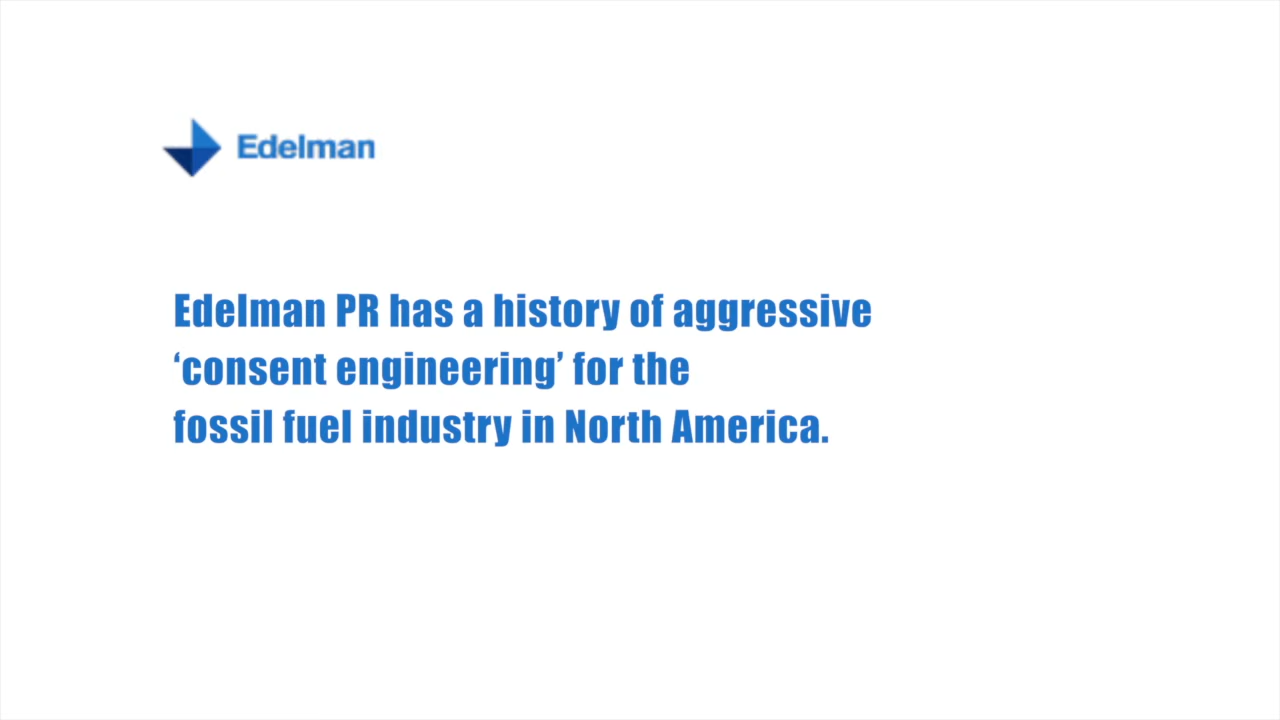 Edelman
Edelman PR has a history of aggressive
‘consent engineering’ for the
fossil fuel industry in North America.